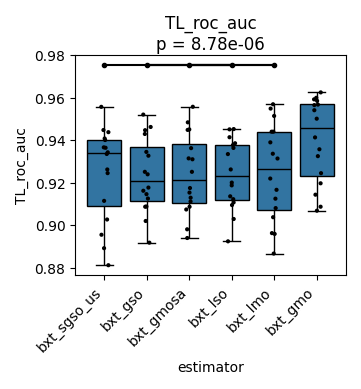 TL_roc_auc
p = 8.78e-06
TL_roc_auc
0.98
0.96
0.94
0.92
0.90
0.88
bxt_sgso_us
bxt_gso
bxt_gmosa
bxt_lso
bxt_lmo
bxt_gmo
estimator